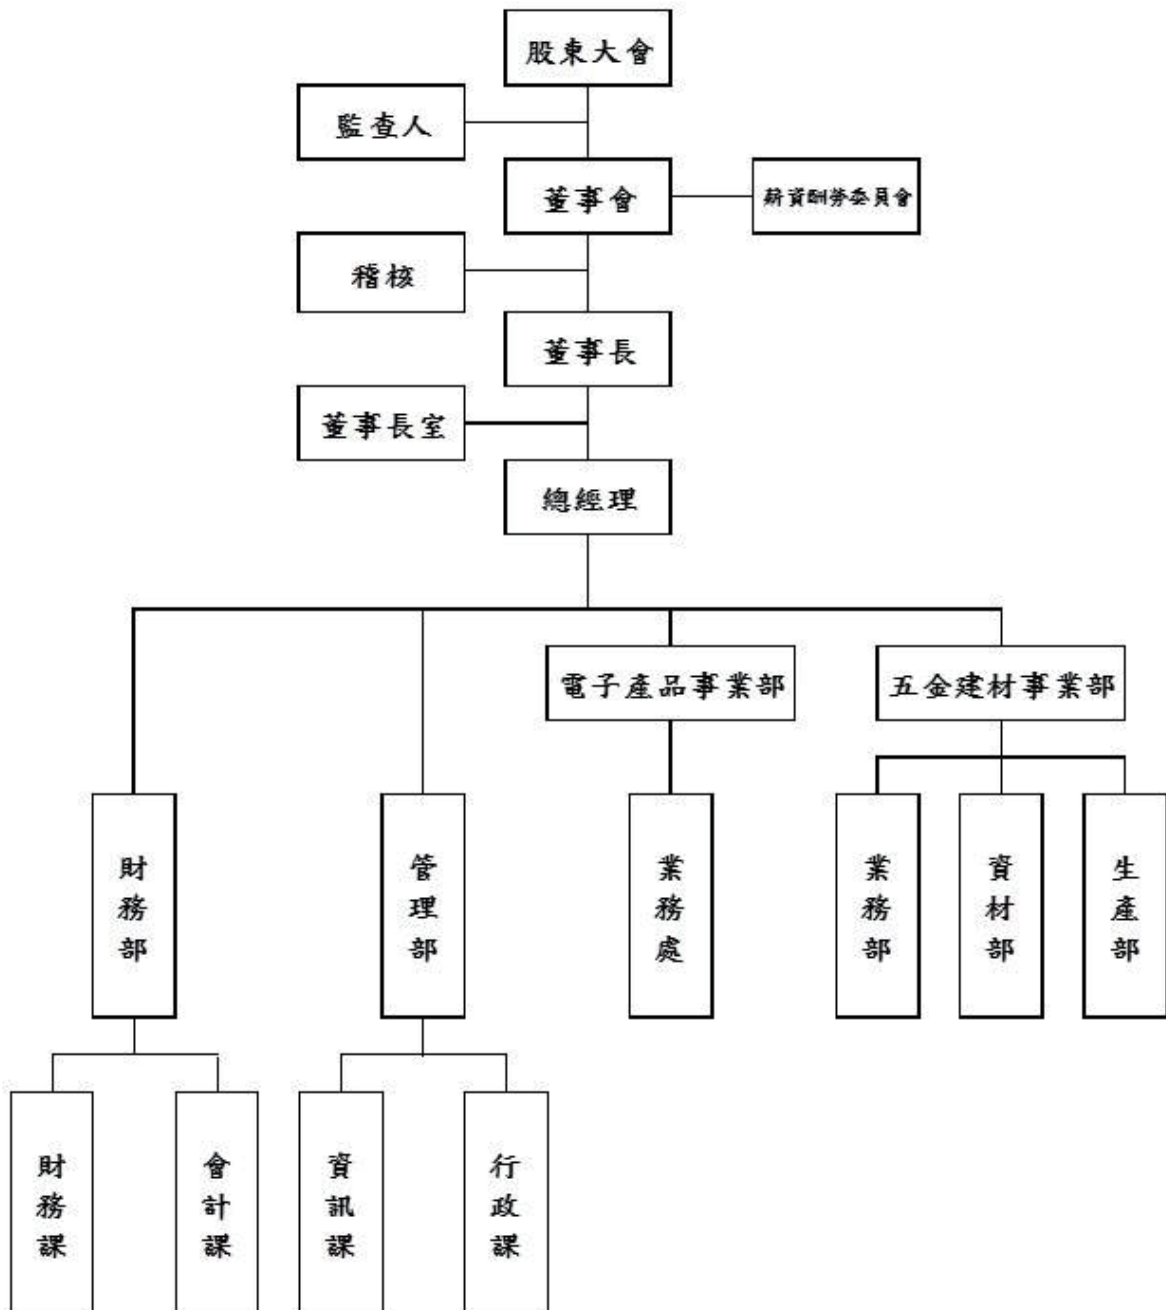 股東大會
監查人
董事會
薪資酬勞委員會
稽核
董事長
董事長室
總經理
電子產品事業部
五金建材事業部
財務部
管理部
業務處
業務部
資材部
生產部
財務課
會計課
資訊課
行政課